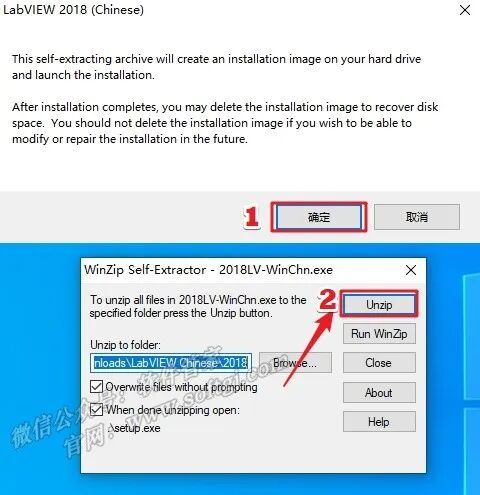 LabVIEW 2018 (Chinese)
This self-extracting archive will create an installation image on your hard drive
and launch the installation.
After installation completes, you may delete the installation image to recover disk
space. You should not delete the installation image if you wish to be able to
modify or repair the installation in the future.
1
确定
取消
WinZip Self-Extractor - 2018LV-WinChn.exe
To unzip all files in 2018LV-WinChn.exe to the
specified folder press the Unzip button.
2
Unzip
Run WinZip
Unzip to folder:
nloads\LabVIEW Chinese\2018
Browse...
Close
Overwrite files without prompting
About
When done unzipping open:
.\setup.exe
Help
微信公众号：软件管家